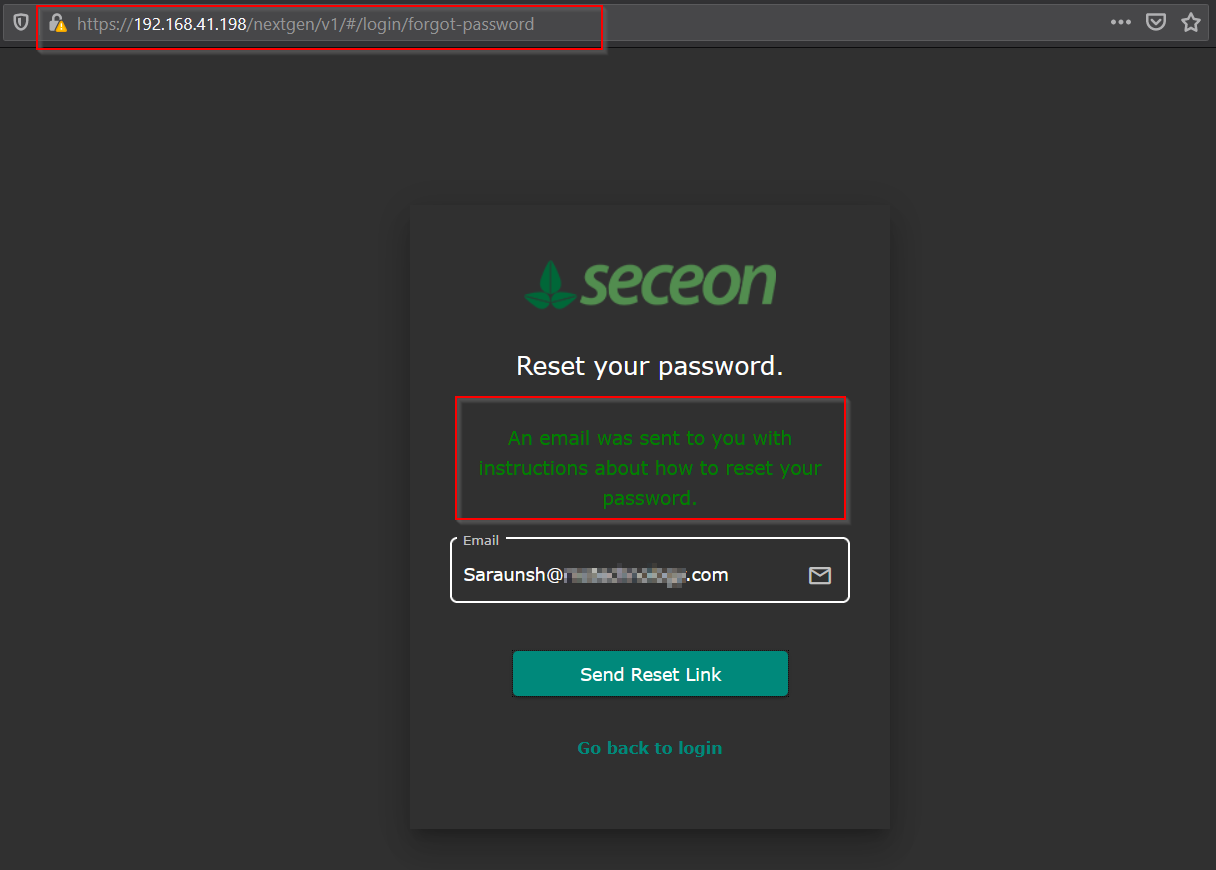 https://192.168.41.198/nextgen/v1/#/login/forgot-password
seceon
Reset your password.
An email was sent to you with
instructions about how to reset your
password.
Email
Saraunsh@ .com
Send Reset Link
Go back to login